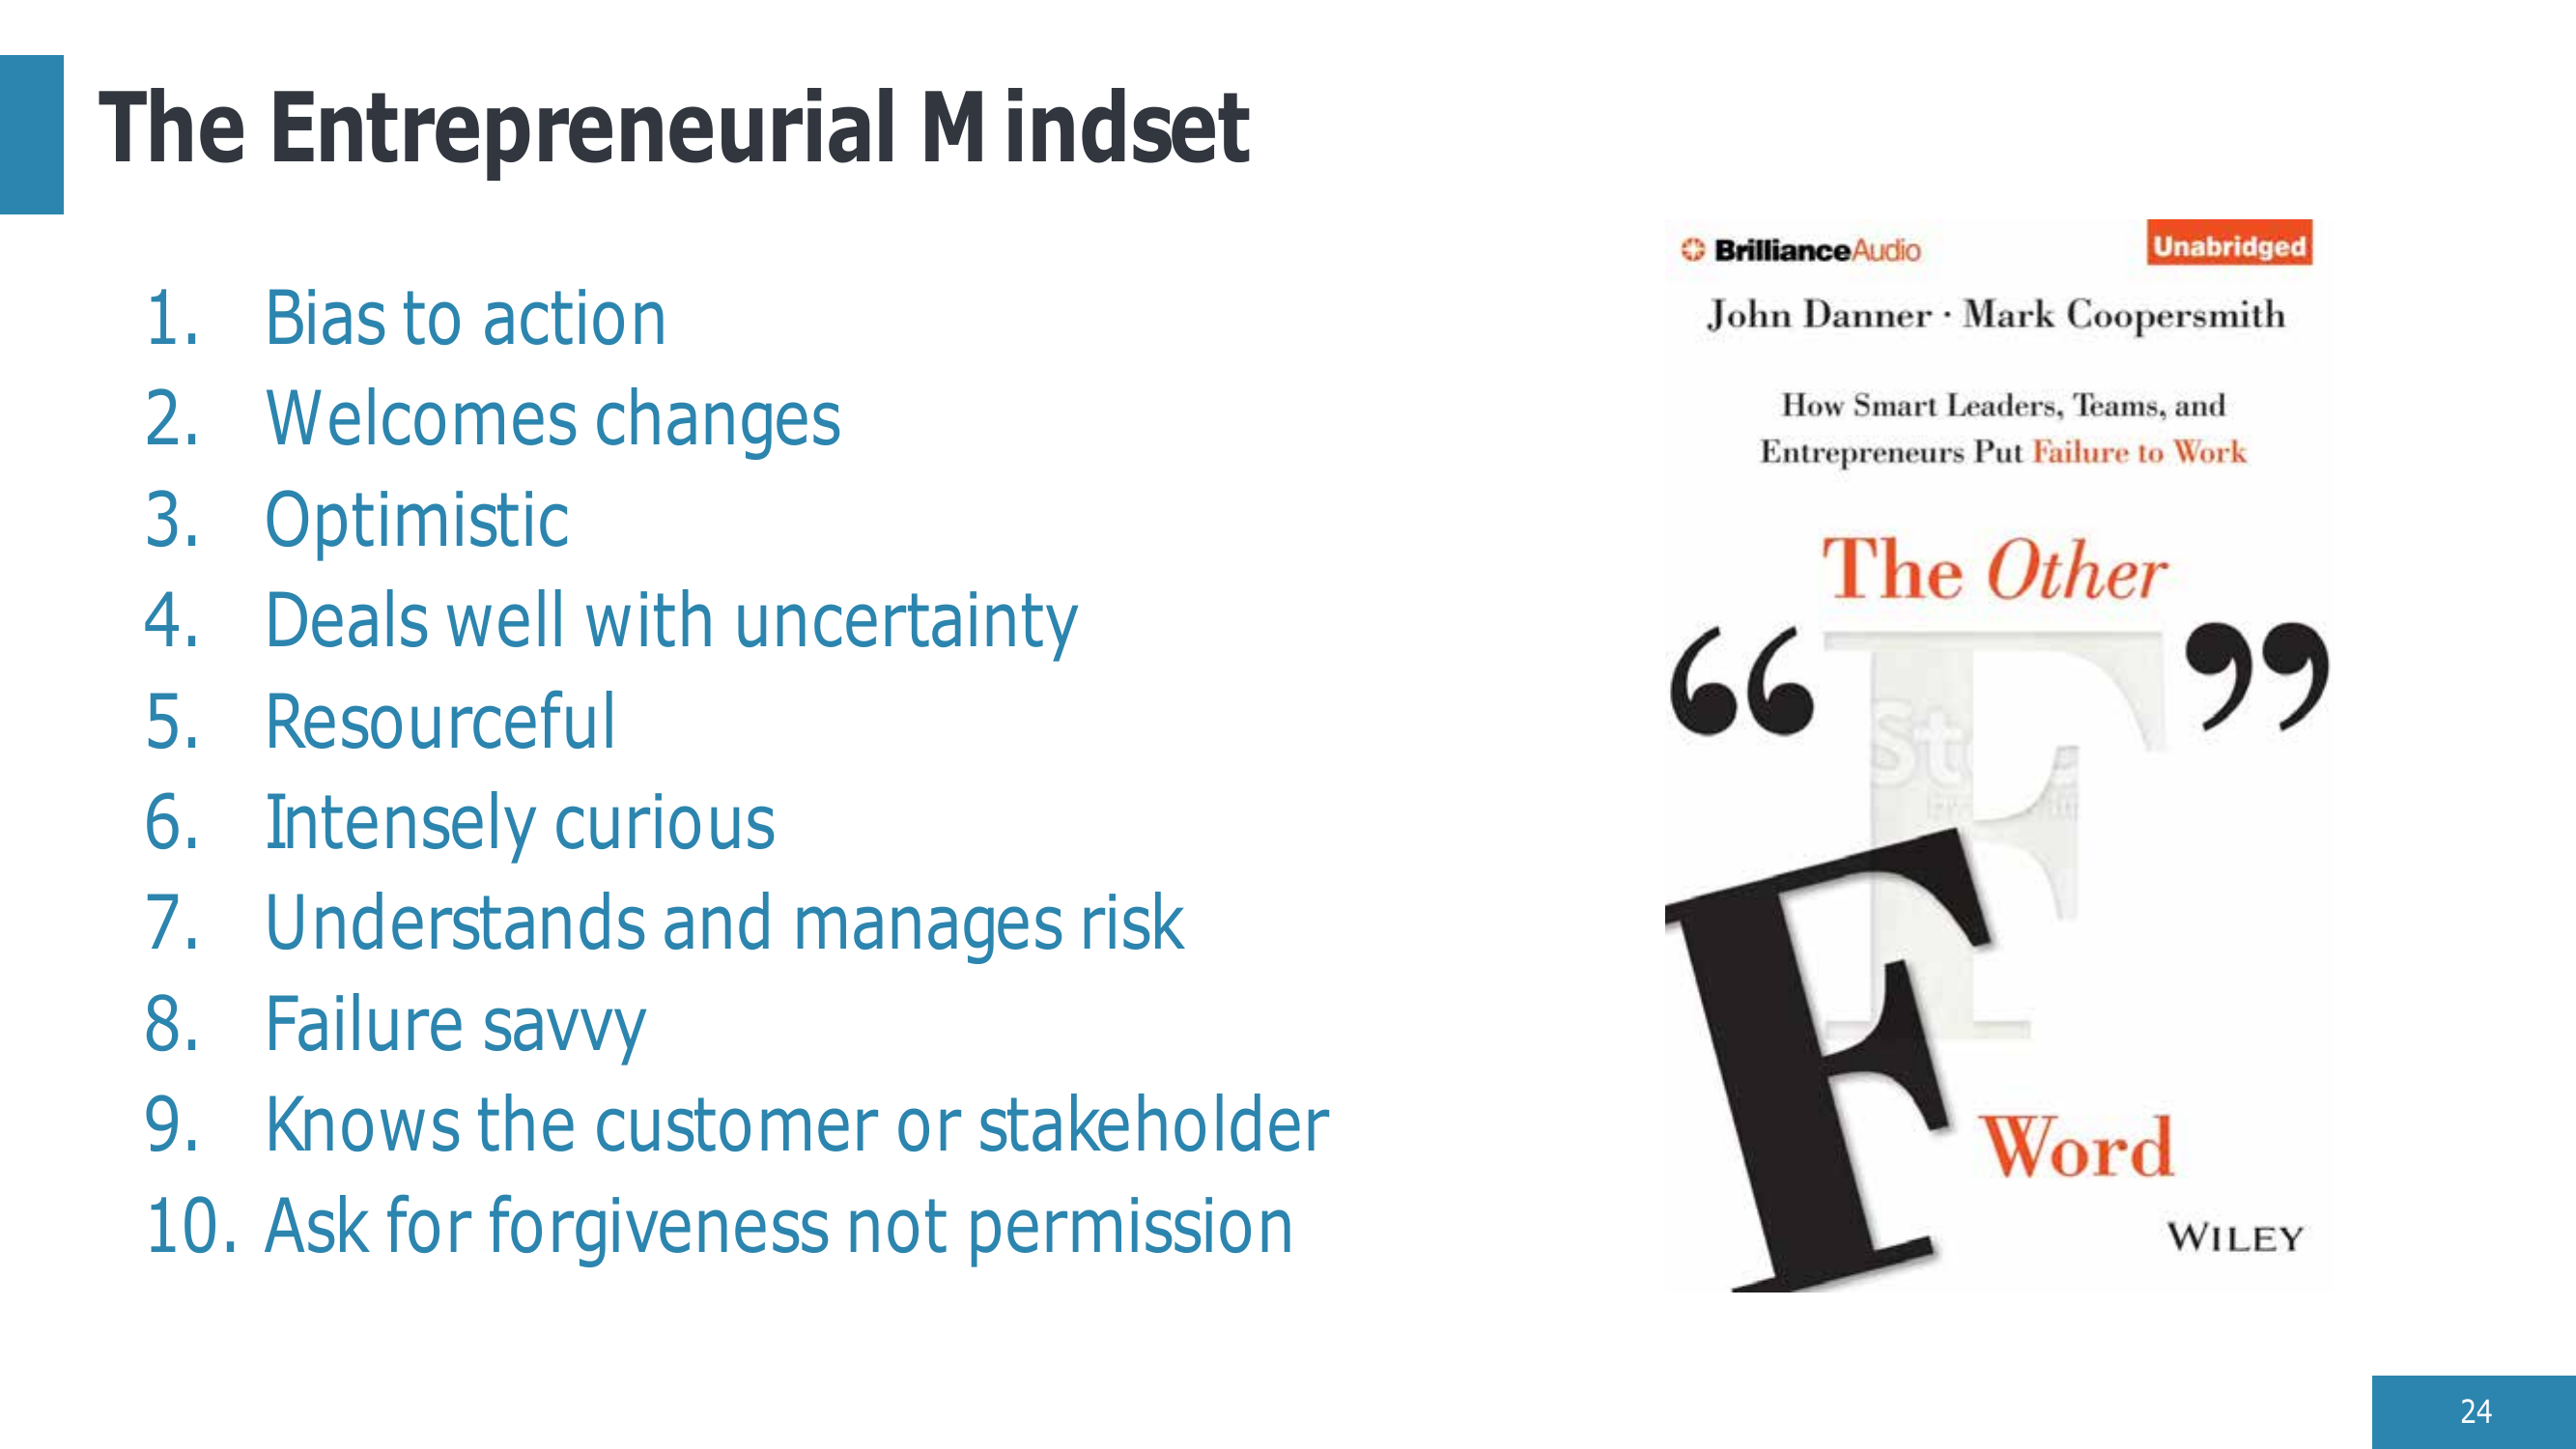 The Entrepreneurial Mindset
1. Bias to action
2. Welcomes changes
3. Optimistic
4. Deals well with uncertainty
5. Resourceful
6. Intensely curious
7. Understands and manages risk
8. Failure savvy
9. Knows the customer or stakeholder
10. Ask for forgiveness not permission
BrillianceAudio
Unabridged
John Danner · Mark Coopersmith
How Smart Leaders, Teams, and
Entrepreneurs Put Failure to Work
The Other
“F”
F
Word
WILEY
24